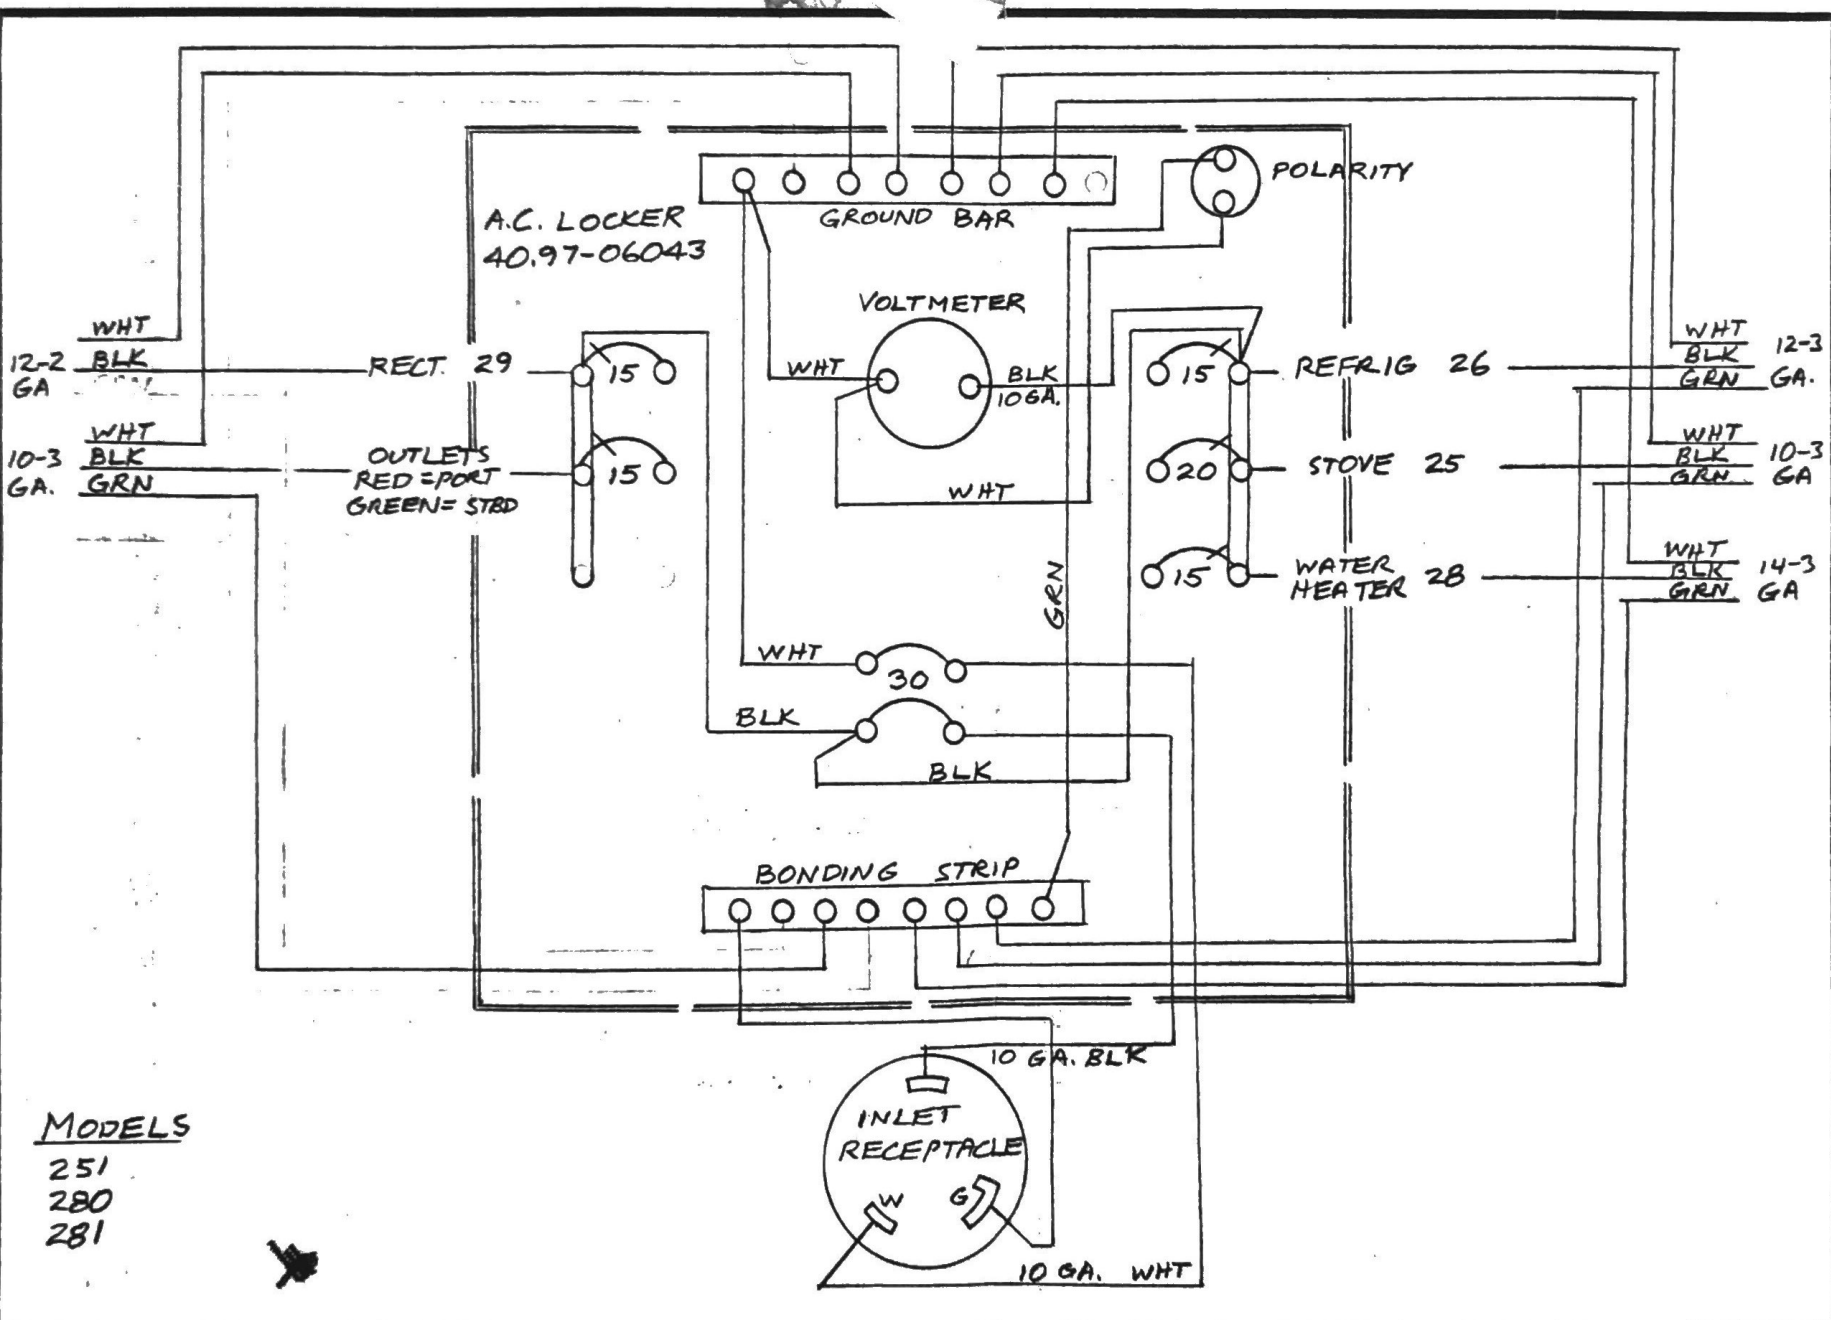 POLARITY
GROUND BAR
A.C. LOCKER
40.97-06043
VOLTMETER
WHT
12-2
GA
BLK
RECT. 29
15
WHT
BLK
10 GA.
15
REFRIG 26
WHT
BLK
GRN
12-3
GA.
WHT
10-3
GA.
BLK
GRN
OUTLETS
RED = PORT
GREEN = STBD
15
WHT
20
STOVE 25
WHT
BLK
GRN
10-3
GA
GRN
15
WATER
HEATER 28
WHT
BLK
GRN
14-3
GA
WHT
30
BLK
BLK
BONDING STRIP
10 GA. BLK
INLET
RECEPTACLE
W
G
10 GA. WHT
MODELS
251
280
281